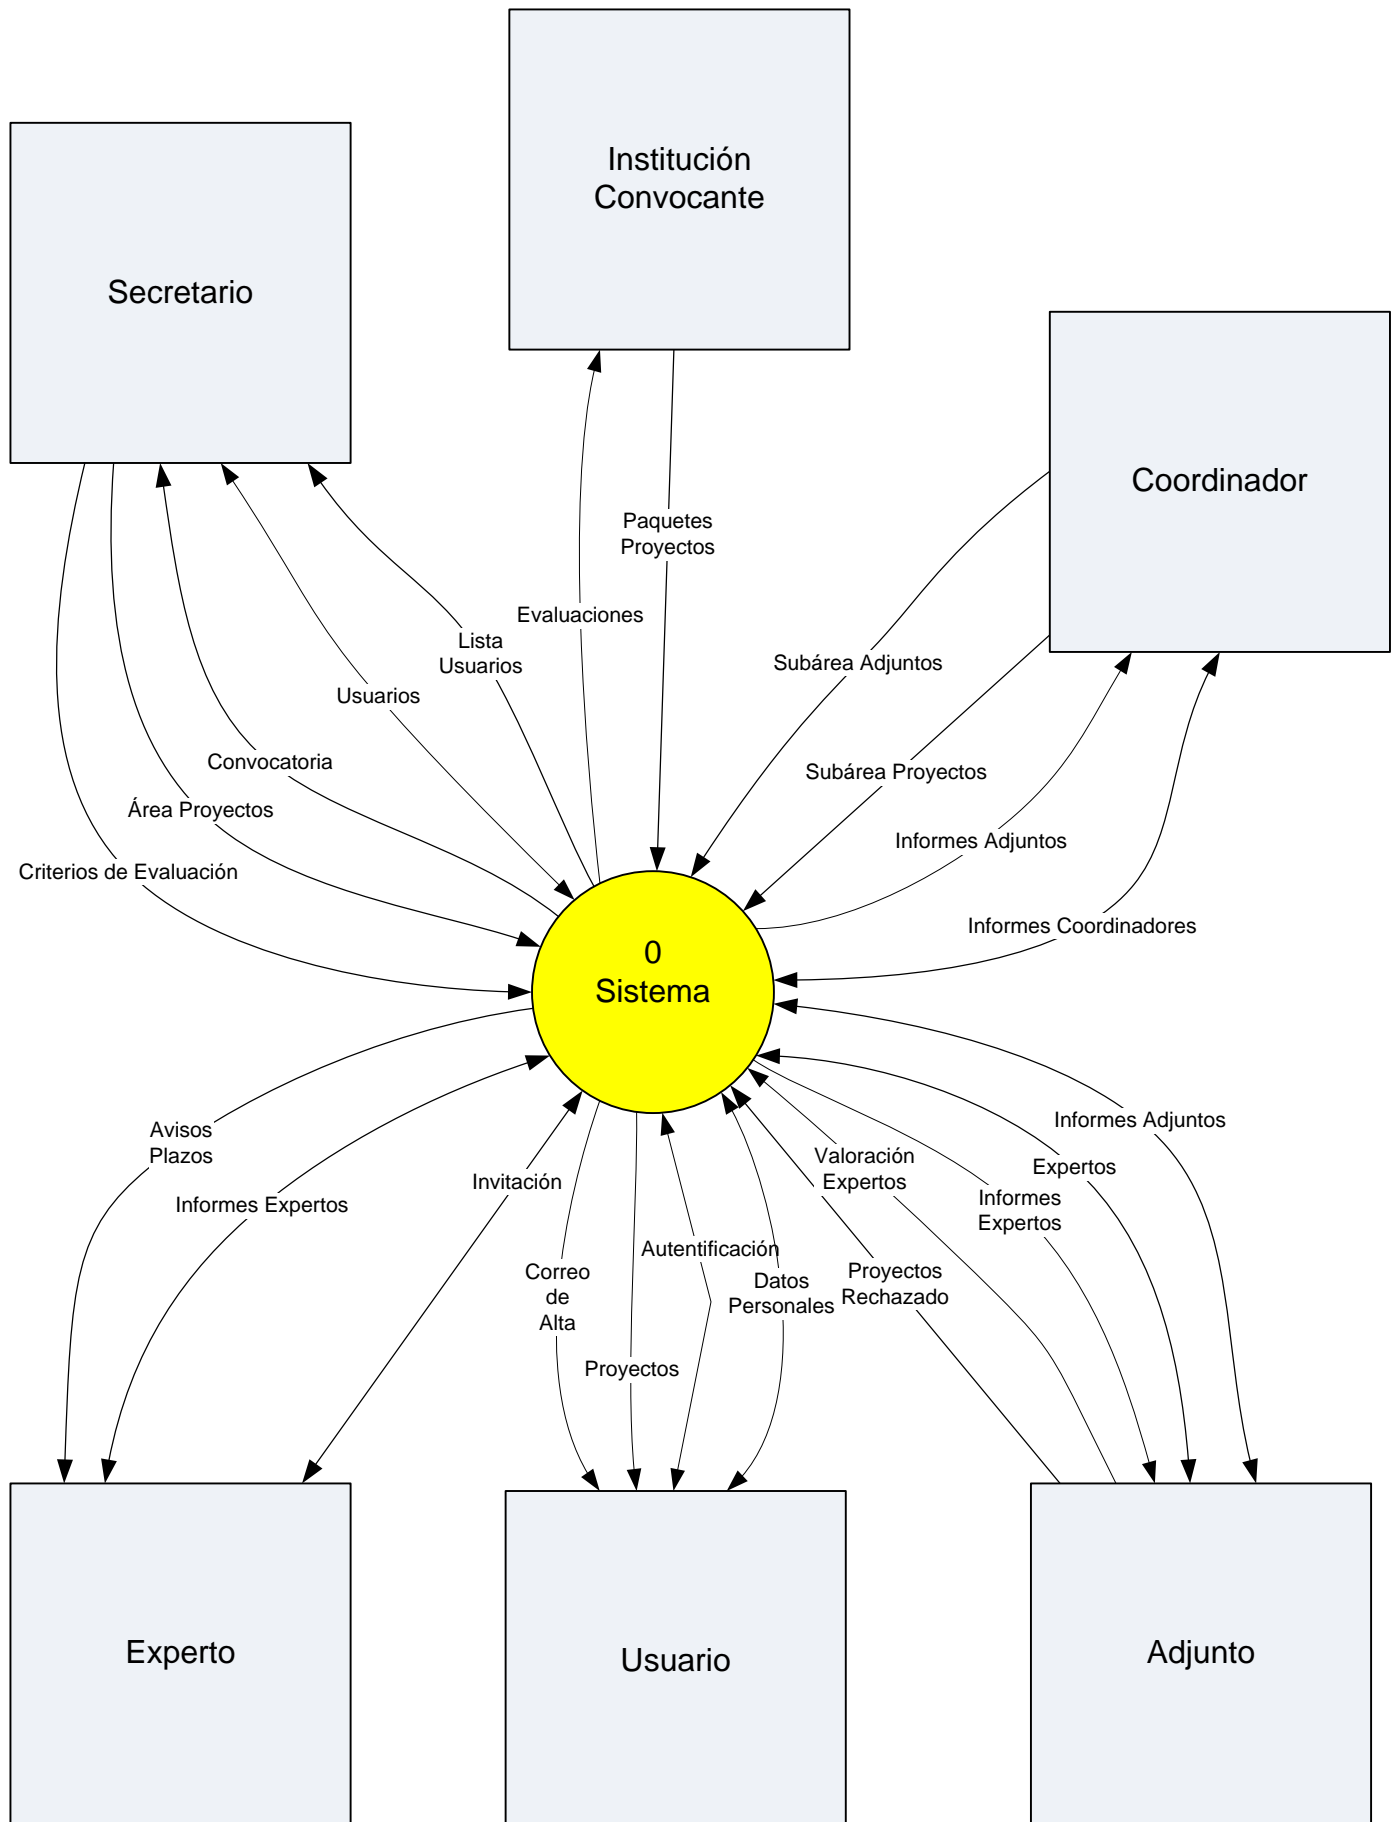 Institución
Convocante
Secretario
Coordinador
Paquetes
Proyectos
Evaluaciones
Lista
Usuarios
Subárea Adjuntos
Usuarios
Convocatoria
Subárea Proyectos
Área Proyectos
Informes Adjuntos
Criterios de Evaluación
Informes Coordinadores
0
Sistema
Avisos
Plazos
Informes Expertos
Invitación
Valoración
Expertos
Informes Adjuntos
Expertos
Informes
Expertos
Autentificación
Correo
de
Alta
Datos
Personales
Proyectos
Rechazado
Proyectos
Experto
Usuario
Adjunto